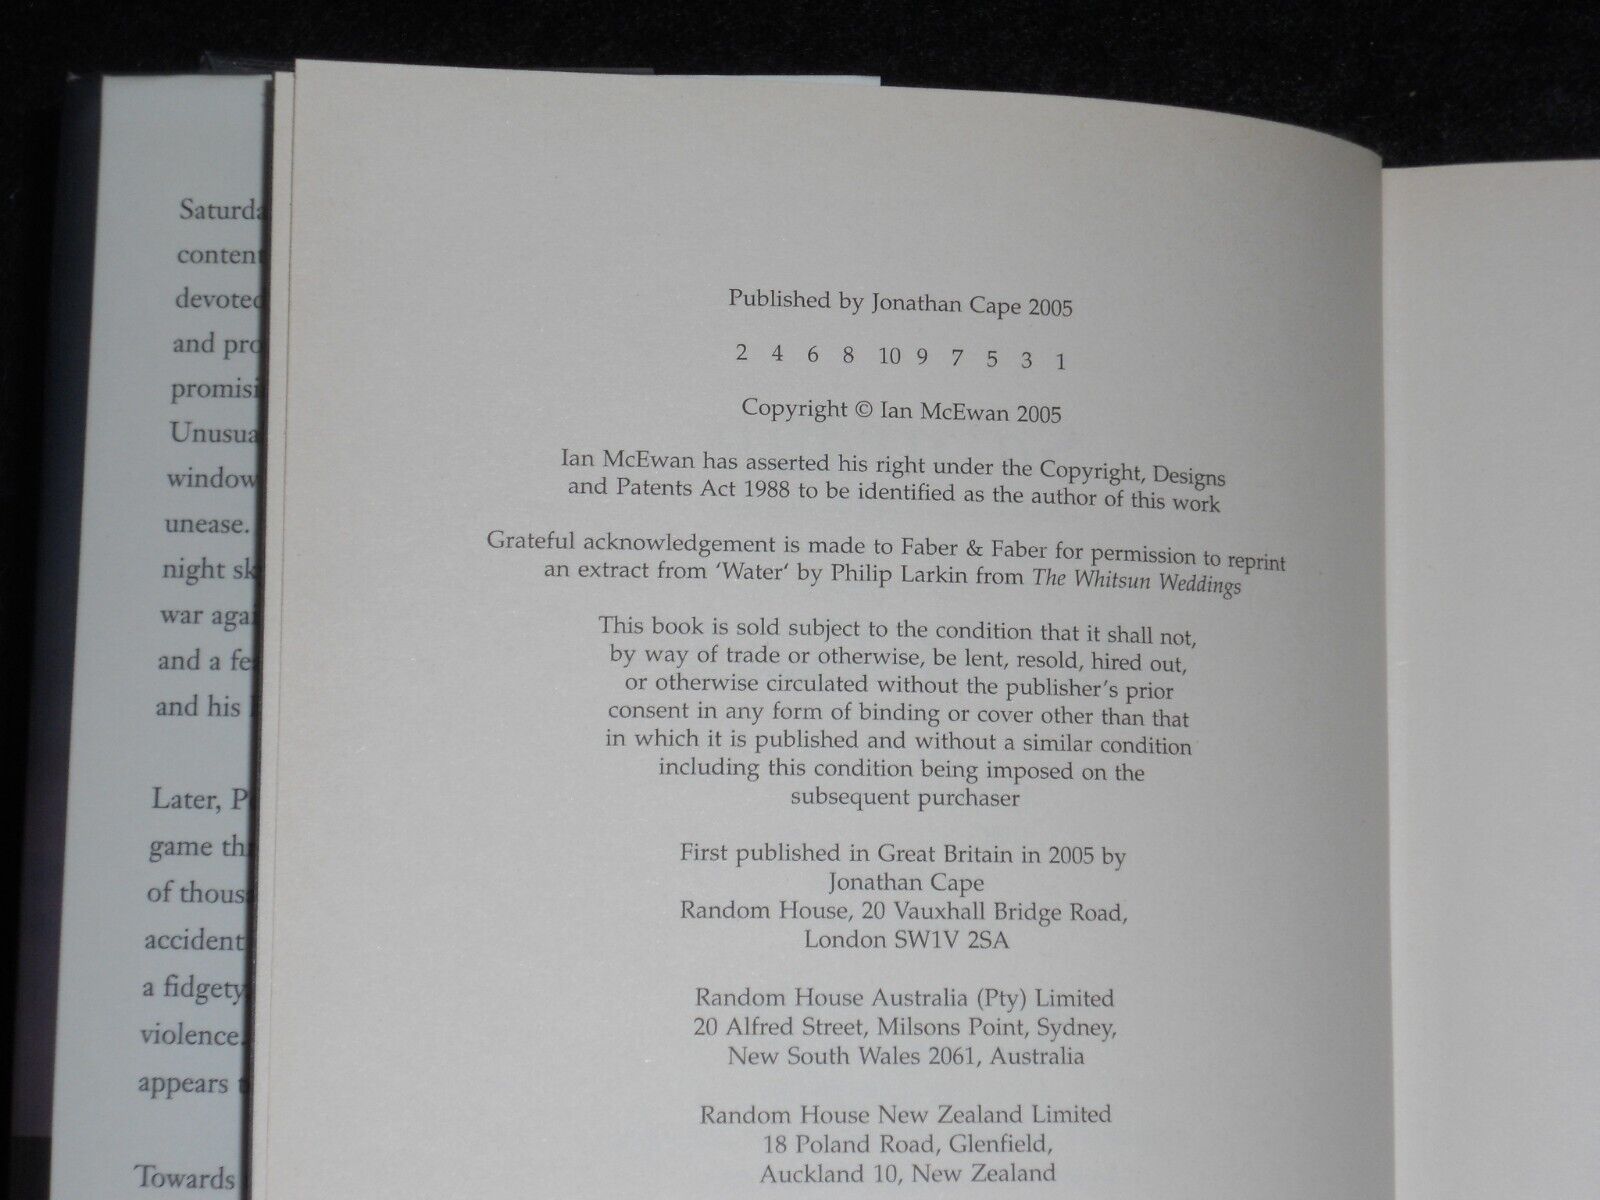 Saturda
content
devoted
and pro
promisi
Unusua
window
unease.
night sk
war agai
and a fe
and his
Later, P
game th
of thous
accident
a fidgety
violence.
appears
Towards
Published by Jonathan Cape 2005
2 4 6 8 10 9 7 5 3 1
Copyright © Ian McEwan 2005
Ian McEwan has asserted his right under the Copyright, Designs
and Patents Act 1988 to be identified as the author of this work
Grateful acknowledgement is made to Faber & Faber for permission to reprint
an extract from ‘Water‘ by Philip Larkin from The Whitsun Weddings
This book is sold subject to the condition that it shall not,
by way of trade or otherwise, be lent, resold, hired out,
or otherwise circulated without the publisher’s prior
consent in any form of binding or cover other than that
in which it is published and without a similar condition
including this condition being imposed on the
subsequent purchaser
First published in Great Britain in 2005 by
Jonathan Cape
Random House, 20 Vauxhall Bridge Road,
London SW1V 2SA
Random House Australia (Pty) Limited
20 Alfred Street, Milsons Point, Sydney,
New South Wales 2061, Australia
Random House New Zealand Limited
18 Poland Road, Glenfield,
Auckland 10, New Zealand